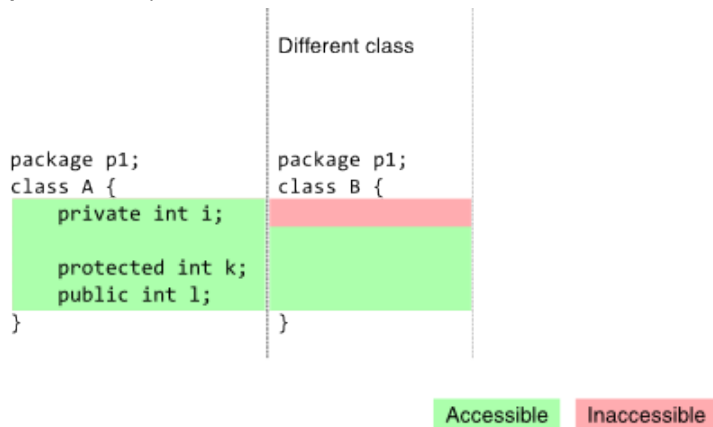 Different class
package p1;
class A {
    private int i;
    protected int k;
    public int l;
}
package p1;
class B {
}
Accessible
Inaccessible